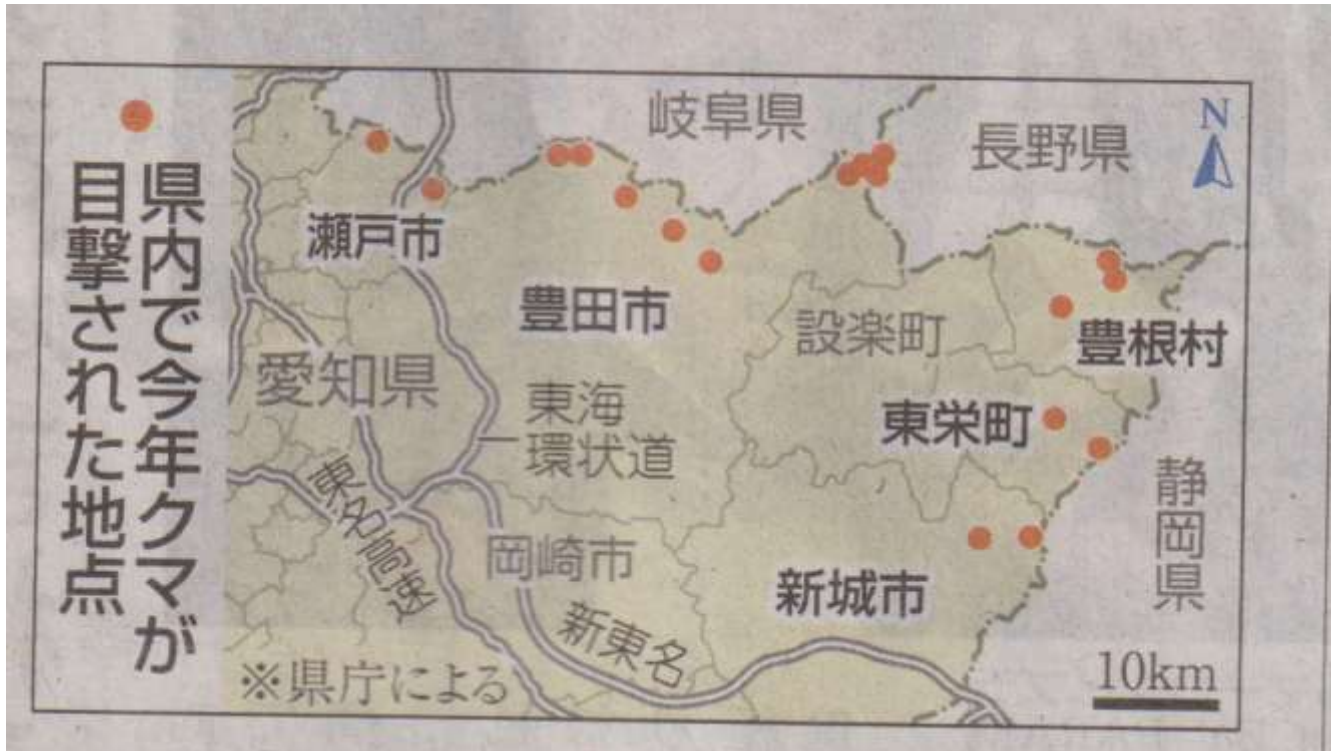 県内で今年クマが
目撃された地点
岐阜県
長野県
N
瀬戸市
豊田市
設楽町
豊根村
愛知県
東海
環状道
東栄町
静岡県
東名高速
岡崎市
新城市
新東名
※県庁による
10km